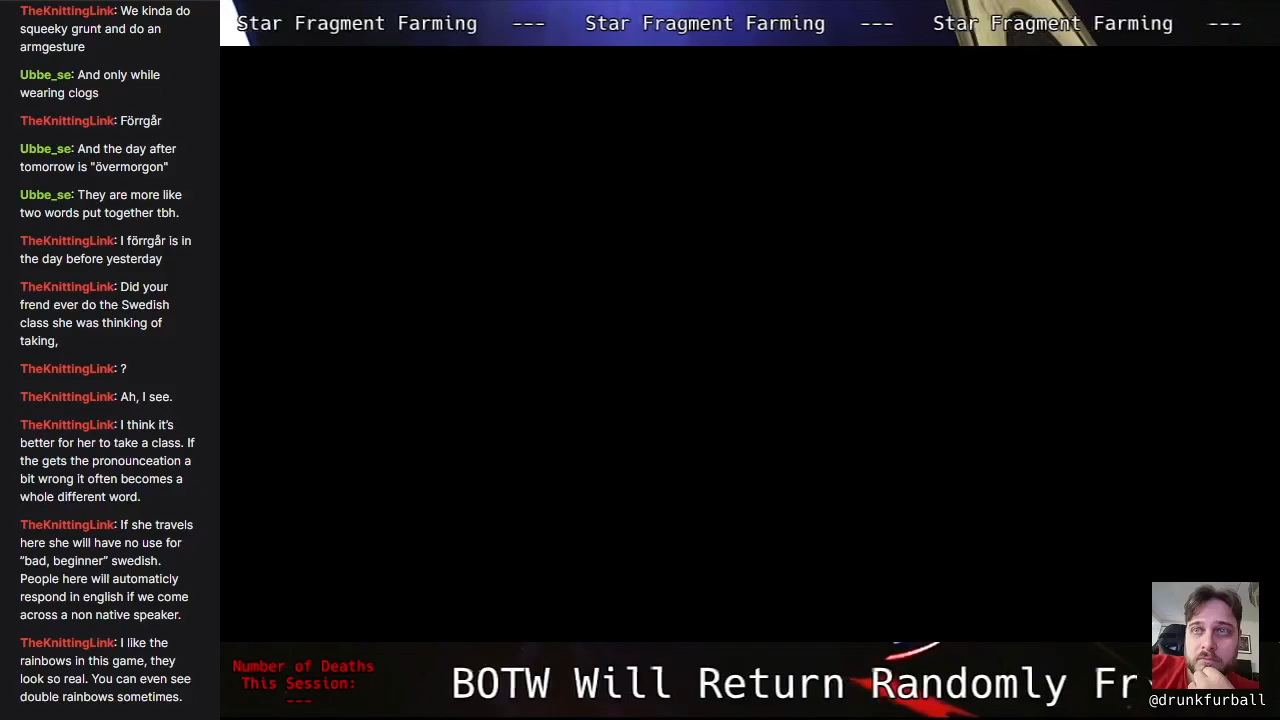 TheKnittingLink: We kinda do
squeeky grunt and do an
armgesture
Ubbe_se: And only while
wearing clogs
TheKnittingLink: Förrgår
Ubbe_se: And the day after
tomorrow is "övermorgon"
Ubbe_se: They are more like
two words put together tbh.
TheKnittingLink: I förrgår is in
the day before yesterday
TheKnittingLink: Did your
frend ever do the Swedish
class she was thinking of
taking,
TheKnittingLink: ?
TheKnittingLink: Ah, I see.
TheKnittingLink: I think it’s
better for her to take a class. If
the gets the pronounceation a
bit wrong it often becomes a
whole different word.
TheKnittingLink: If she travels
here she will have no use for
“bad, beginner” swedish.
People here will automaticly
respond in english if we come
across a non native speaker.
TheKnittingLink: I like the
rainbows in this game, they
look so real. You can even see
double rainbows sometimes.
Star Fragment Farming --- Star Fragment Farming --- Star Fragment Farming ---
Number of Deaths
This Session:
---
BOTW Will Return Randomly Fr
@drunkfurball